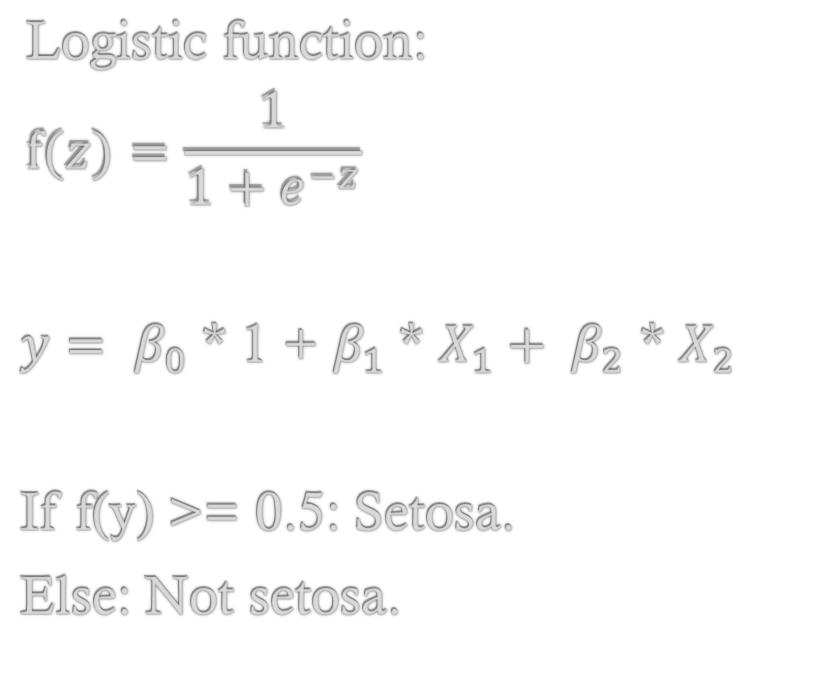 Logistic function:
f(z) = 1 / (1 + e^−z)
y = β₀ * 1 + β₁ * X₁ + β₂ * X₂
If f(y) >= 0.5: Setosa.
Else: Not setosa.